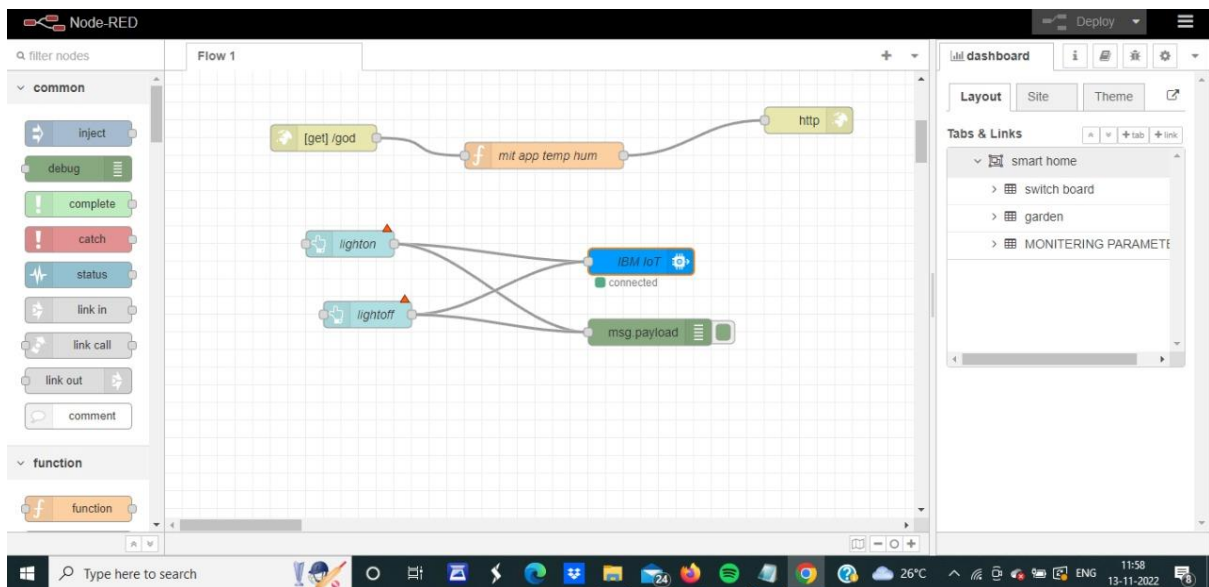 Node-RED
Deploy
filter nodes
Flow 1
dashboard
i
common
inject
debug
complete
catch
status
link in
link call
link out
comment
function
function
[get] /god
mit app temp hum
http
lighton
lightoff
IBM IoT
connected
msg.payload
Layout
Site
Theme
Tabs & Links
+tab
+link
smart home
switch board
garden
MONITERING PARAMETE
Type here to search
24
26°C
ENG
11:58
13-11-2022